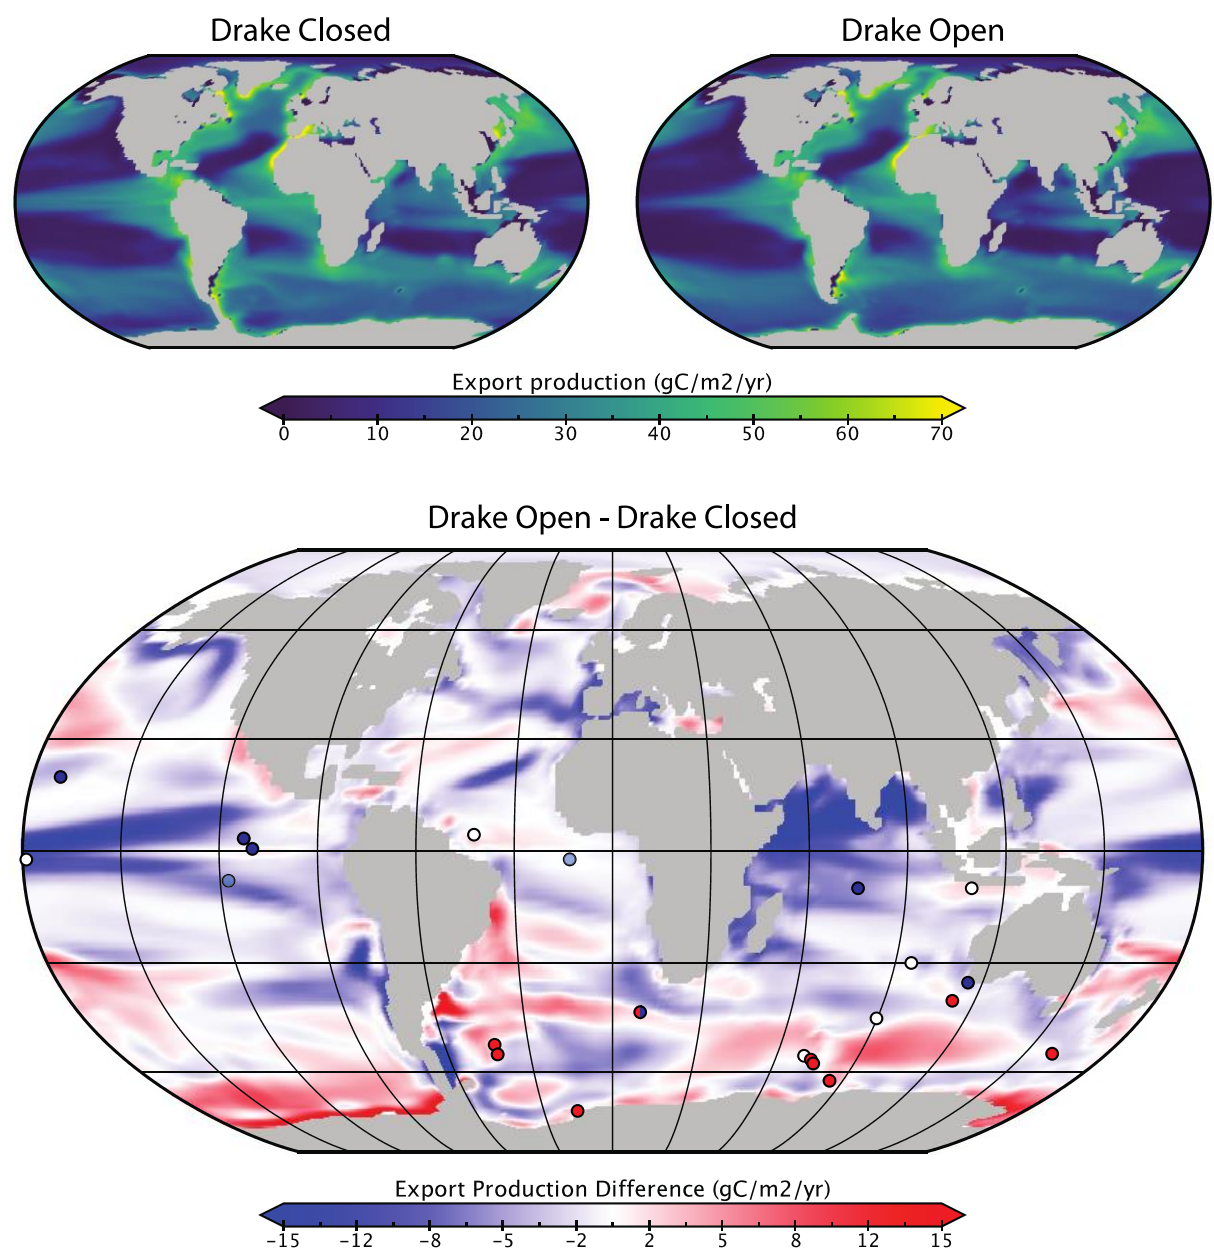 Drake Closed
Drake Open
Export production (gC/m2/yr)
0 10 20 30 40 50 60 70
Drake Open - Drake Closed
Export Production Difference (gC/m2/yr)
−15 −12 −8 −5 −2 2 5 8 12 15